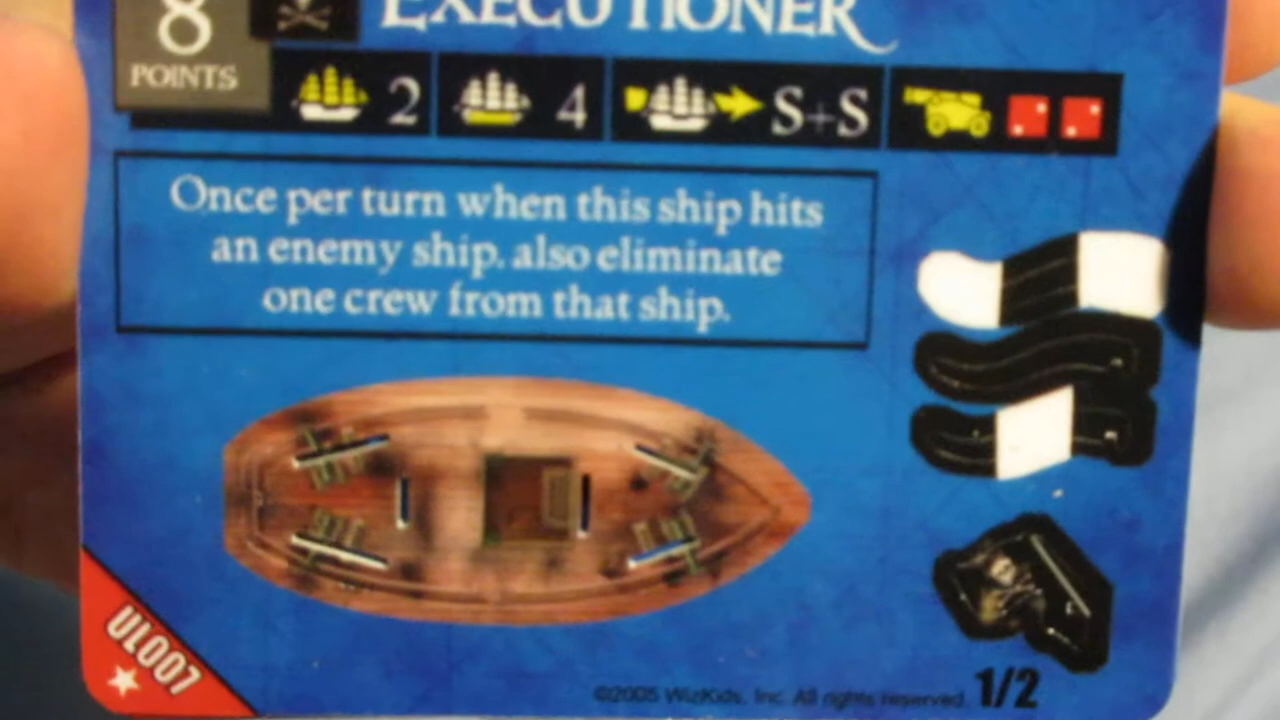 8
POINTS
EXECUTIONER
2
4
S+S
Once per turn when this ship hits
an enemy ship, also eliminate
one crew from that ship.
UL007
©2005 WizKids, Inc. All rights reserved.
1/2